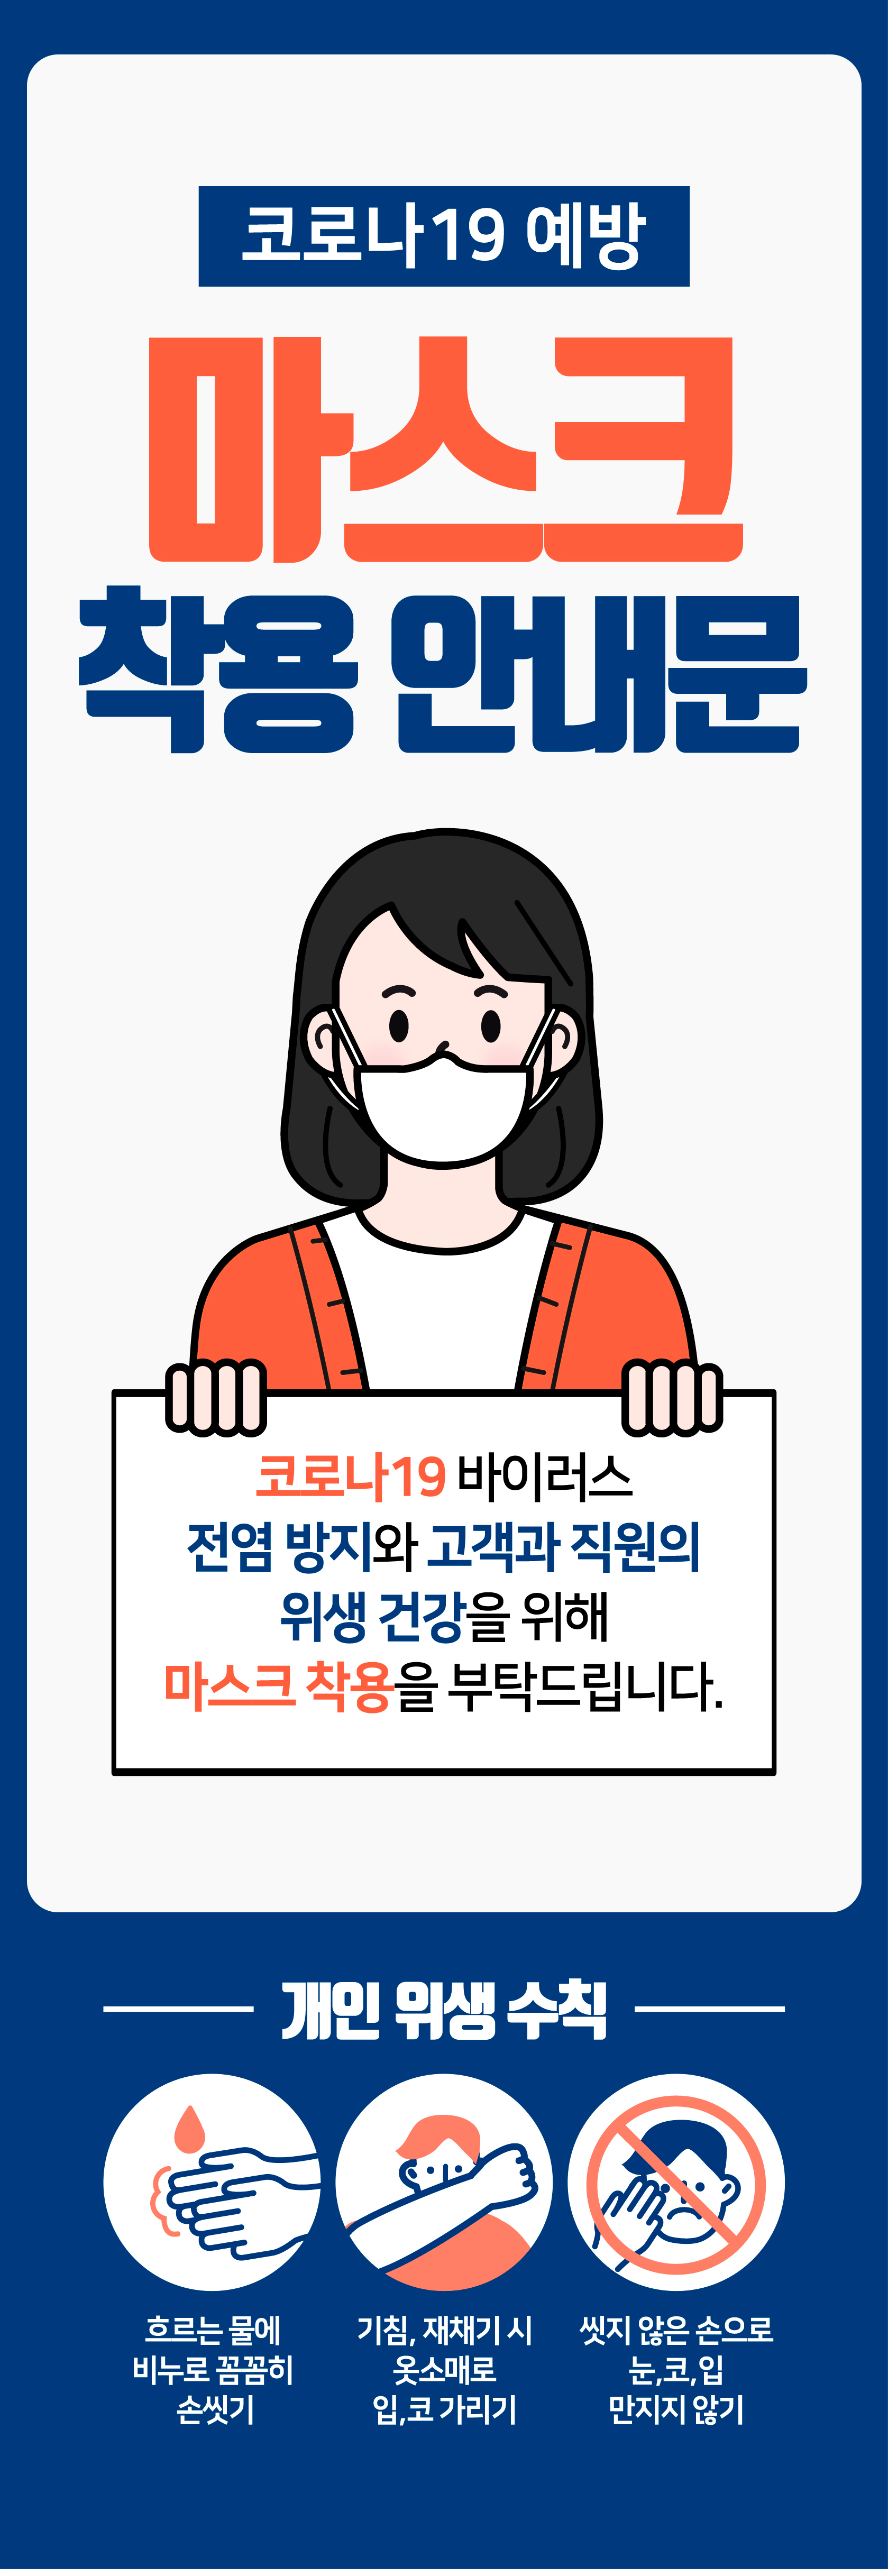 코로나19 예방
마스크
착용 안내문
코로나19 바이러스
전염 방지와 고객과 직원의
위생 건강을 위해
마스크 착용을 부탁드립니다.
개인 위생 수칙
흐르는 물에
비누로 꼼꼼히
손씻기
기침, 재채기 시
옷소매로
입,코 가리기
씻지 않은 손으로
눈,코,입
만지지 않기